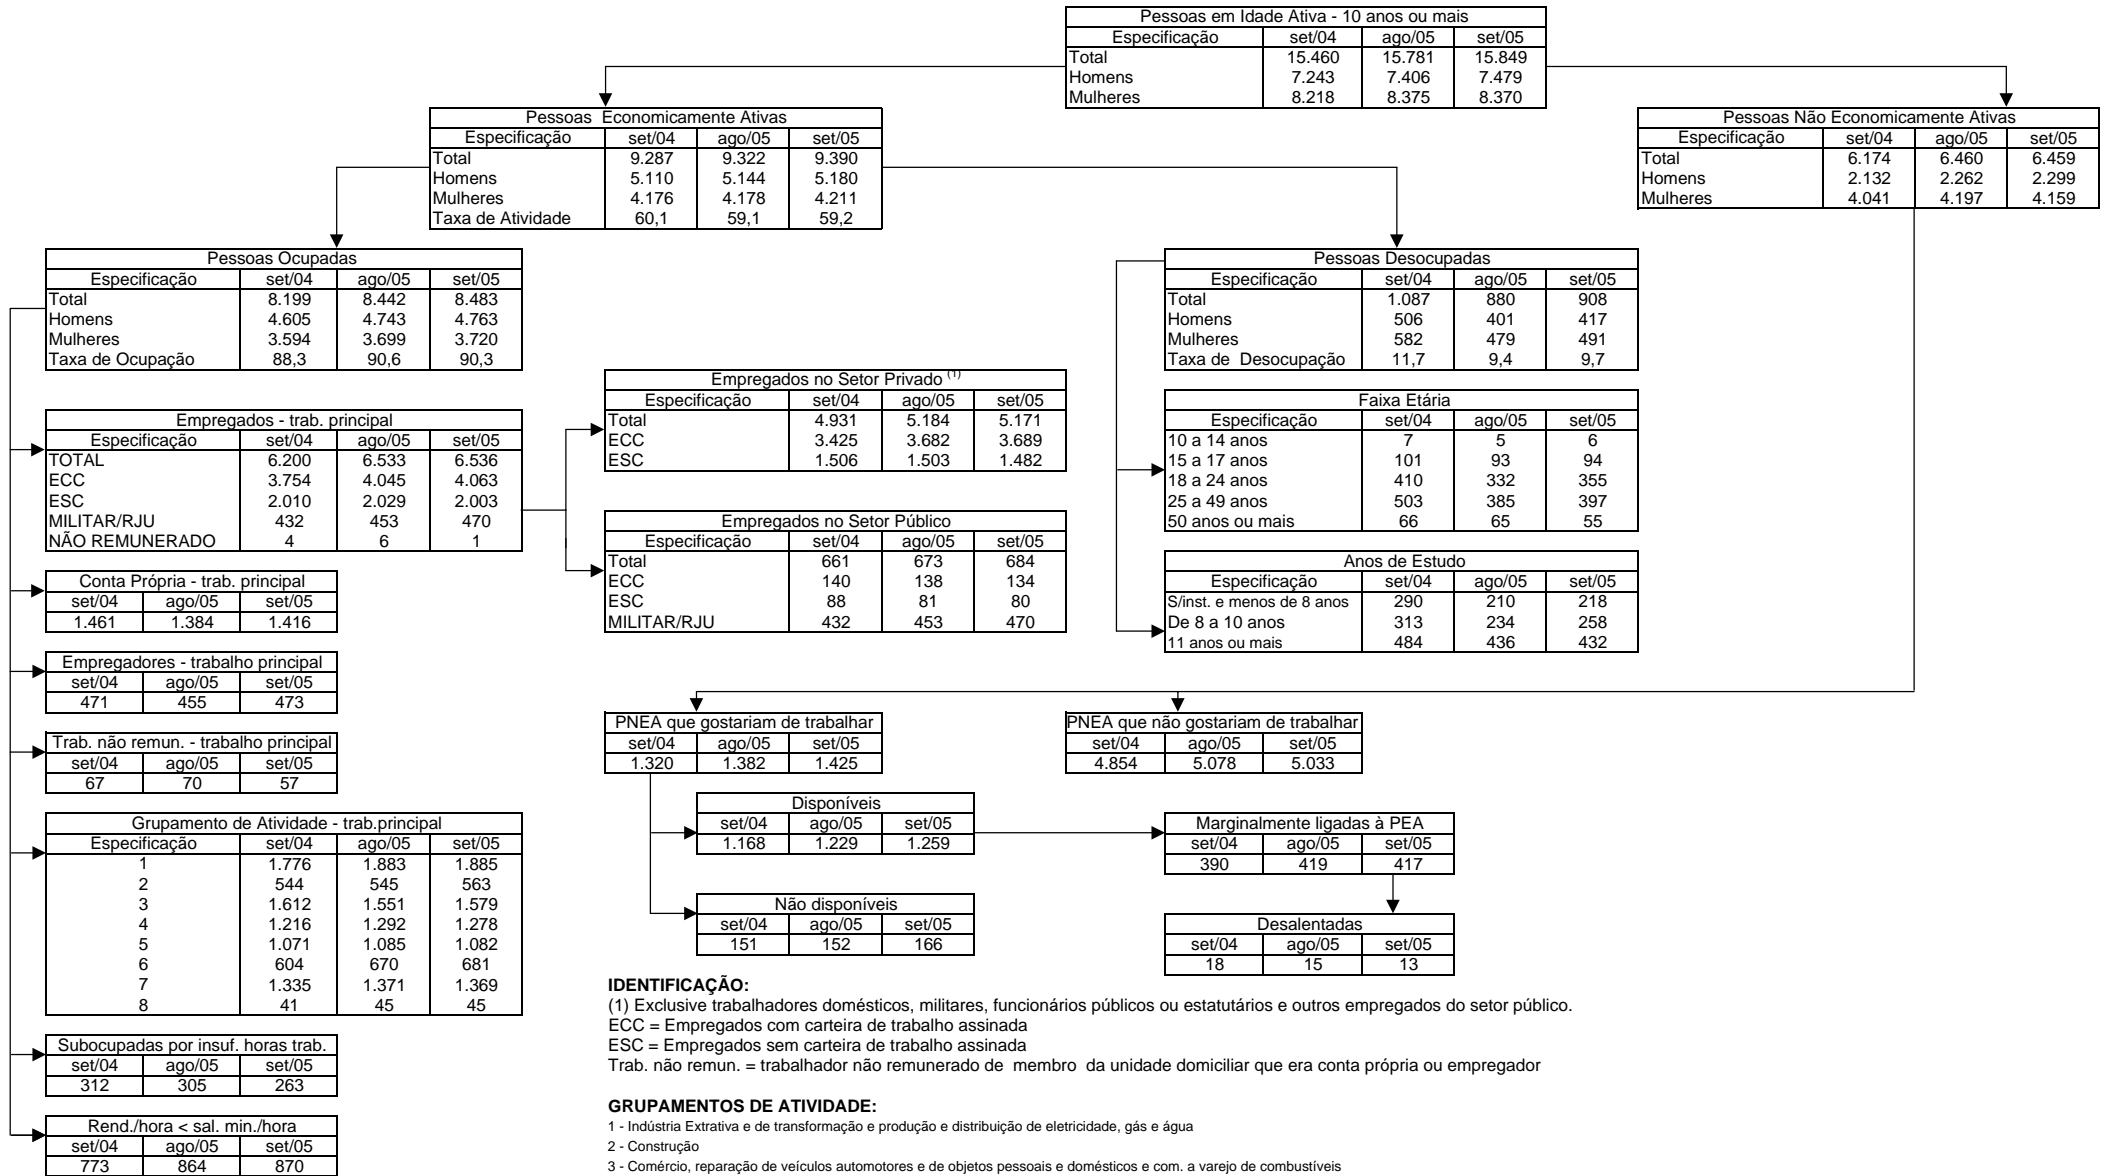 Pessoas em Idade Ativa - 10 anos ou mais
Especificação set/04 ago/05 set/05
Total 15.460 15.781 15.849
Homens 7.243 7.406 7.479
Mulheres 8.218 8.375 8.370
Pessoas Economicamente Ativas
Especificação set/04 ago/05 set/05
Total 9.287 9.322 9.390
Homens 5.110 5.144 5.180
Mulheres 4.176 4.178 4.211
Taxa de Atividade 60,1 59,1 59,2
Pessoas Não Economicamente Ativas
Especificação set/04 ago/05 set/05
Total 6.174 6.460 6.459
Homens 2.132 2.262 2.299
Mulheres 4.041 4.197 4.159
Pessoas Ocupadas
Especificação set/04 ago/05 set/05
Total 8.199 8.442 8.483
Homens 4.605 4.743 4.763
Mulheres 3.594 3.699 3.720
Taxa de Ocupação 88,3 90,6 90,3
Pessoas Desocupadas
Especificação set/04 ago/05 set/05
Total 1.087 880 908
Homens 506 401 417
Mulheres 582 479 491
Taxa de Desocupação 11,7 9,4 9,7
Empregados - trab. principal
Especificação set/04 ago/05 set/05
TOTAL 6.200 6.533 6.536
ECC 3.754 4.045 4.063
ESC 2.010 2.029 2.003
MILITAR/RJU 432 453 470
NÃO REMUNERADO 4 6 1
Empregados no Setor Privado (1)
Especificação set/04 ago/05 set/05
Total 4.931 5.184 5.171
ECC 3.425 3.682 3.689
ESC 1.506 1.503 1.482
Faixa Etária
Especificação set/04 ago/05 set/05
10 a 14 anos 7 5 6
15 a 17 anos 101 93 94
18 a 24 anos 410 332 355
25 a 49 anos 503 385 397
50 anos ou mais 66 65 55
Empregados no Setor Público
Especificação set/04 ago/05 set/05
Total 661 673 684
ECC 140 138 134
ESC 88 81 80
MILITAR/RJU 432 453 470
Anos de Estudo
Especificação set/04 ago/05 set/05
S/inst. e menos de 8 anos 290 210 218
De 8 a 10 anos 313 234 258
11 anos ou mais 484 436 432
Conta Própria - trab. principal
set/04 ago/05 set/05
1.461 1.384 1.416
Empregadores - trabalho principal
set/04 ago/05 set/05
471 455 473
Trab. não remun. - trabalho principal
set/04 ago/05 set/05
67 70 57
PNEA que gostariam de trabalhar
set/04 ago/05 set/05
1.320 1.382 1.425
PNEA que não gostariam de trabalhar
set/04 ago/05 set/05
4.854 5.078 5.033
Grupamento de Atividade - trab.principal
Especificação set/04 ago/05 set/05
1 1.776 1.883 1.885
2 544 545 563
3 1.612 1.551 1.579
4 1.216 1.292 1.278
5 1.071 1.085 1.082
6 604 670 681
7 1.335 1.371 1.369
8 41 45 45
Disponíveis
set/04 ago/05 set/05
1.168 1.229 1.259
Marginalmente ligadas à PEA
set/04 ago/05 set/05
390 419 417
Não disponíveis
set/04 ago/05 set/05
151 152 166
Desalentadas
set/04 ago/05 set/05
18 15 13
Subocupadas por insuf. horas trab.
set/04 ago/05 set/05
312 305 263
Rend./hora < sal. min./hora
set/04 ago/05 set/05
773 864 870
IDENTIFICAÇÃO:
(1) Exclusive trabalhadores domésticos, militares, funcionários públicos ou estatutários e outros empregados do setor público.
ECC = Empregados com carteira de trabalho assinada
ESC = Empregados sem carteira de trabalho assinada
Trab. não remun. = trabalhador não remunerado de membro da unidade domiciliar que era conta própria ou empregador
GRUPAMENTOS DE ATIVIDADE:
1 - Indústria Extrativa e de transformação e produção e distribuição de eletricidade, gás e água
2 - Construção
3 - Comércio, reparação de veículos automotores e de objetos pessoais e domésticos e com. a varejo de combustíveis